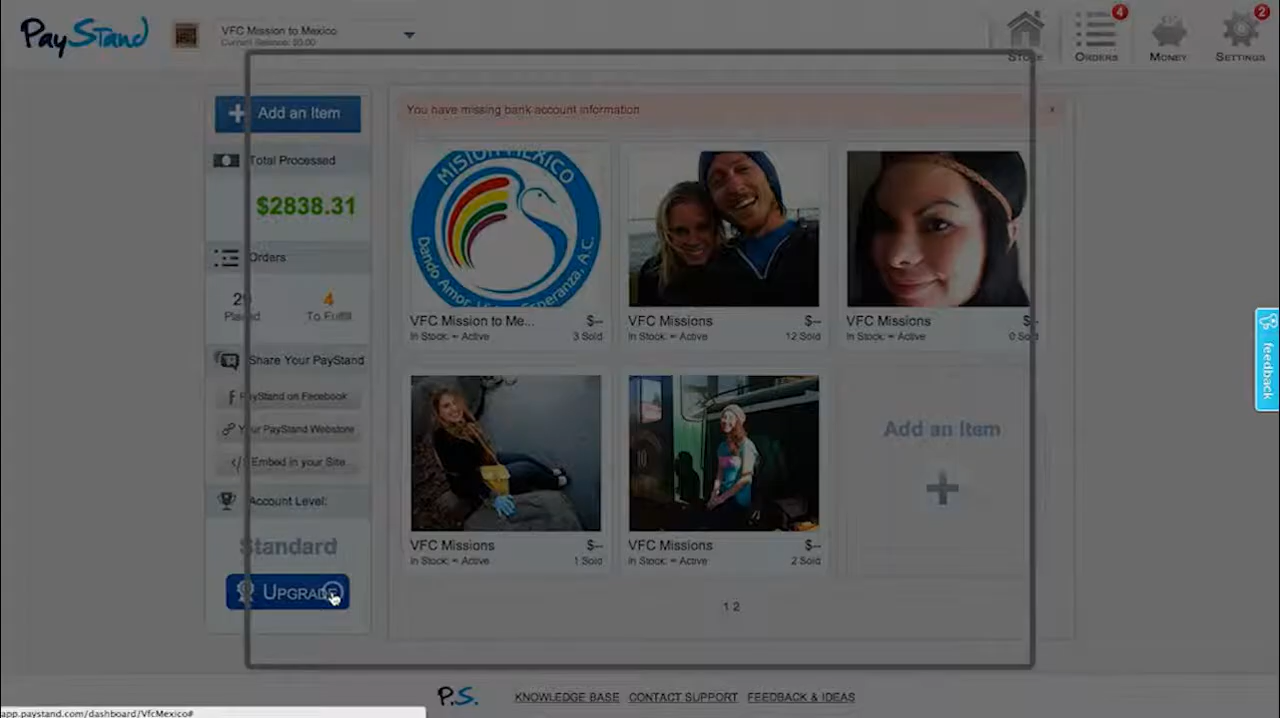 PayStand
VFC Mission to Mexico
Current Balance: $0.00
Store
4
Orders
Money
2
Settings
Add an Item
You have missing bank account information
Total Processed
$2838.31
MISION MEXICO
Dando Amor, Vida y Esperanza, A.C.
VFC Mission to Me... $--
In Stock: ∞ Active 3 Sold
VFC Missions $--
In Stock: ∞ Active 12 Sold
VFC Missions $--
In Stock: ∞ Active 0 Sold
Orders
29 4
Placed To Fulfill
Share Your PayStand
PayStand on Facebook
Your PayStand Webstore
Embed in your Site
Account Level:
Standard
Upgrade
VFC Missions $--
In Stock: ∞ Active 1 Sold
VFC Missions $--
In Stock: ∞ Active 2 Sold
Add an Item
1 2
feedback
P.S. KNOWLEDGE BASE CONTACT SUPPORT FEEDBACK & IDEAS
app.paystand.com/dashboard/VfcMexico#